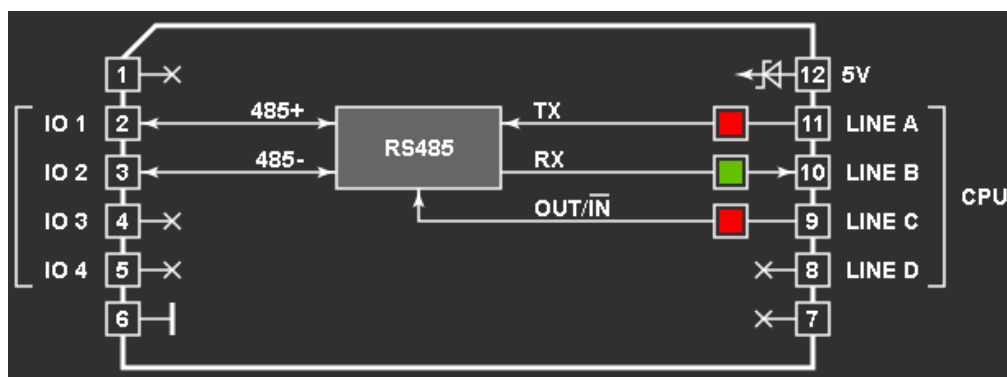 1 12 5V
IO 1 2 485+ TX 11 LINE A
RS485
IO 2 3 485- RX 10 LINE B
IO 3 4 OUT/I̅N̅ 9 LINE C
CPU
IO 4 5 8 LINE D
6 7